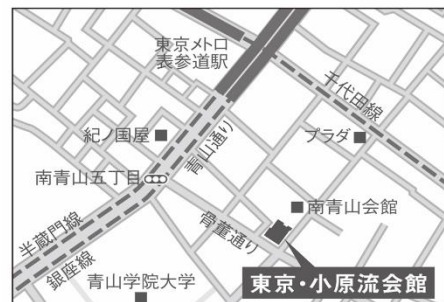 東京メトロ
表参道駅
千代田線
紀ノ国屋
青山通り
プラダ
南青山五丁目
南青山会館
骨董通り
半蔵門線
銀座線
東京・小原流会館
青山学院大学